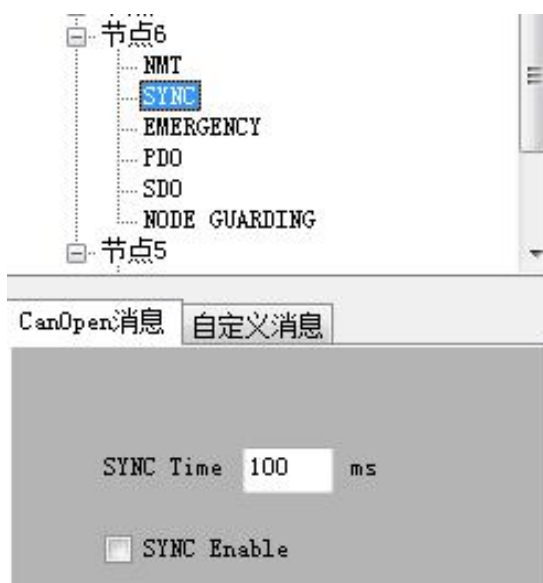 节点6
NMT
SYNC
EMERGENCY
PDO
SDO
NODE GUARDING
节点5
CanOpen消息 自定义消息
SYNC Time 100 ms
SYNC Enable